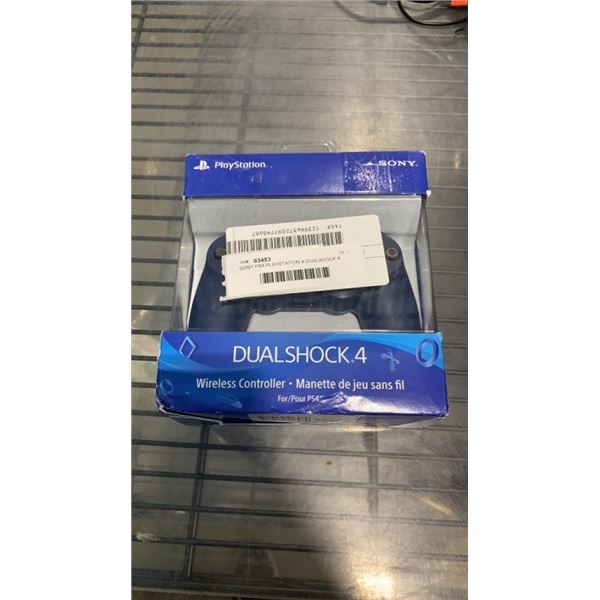 PlayStation
SONY
93453
SONY PS4 PLAYSTATION 4 DUALSHOCK 4
DUALSHOCK 4
Wireless Controller • Manette de jeu sans fil
For/Pour PS4™